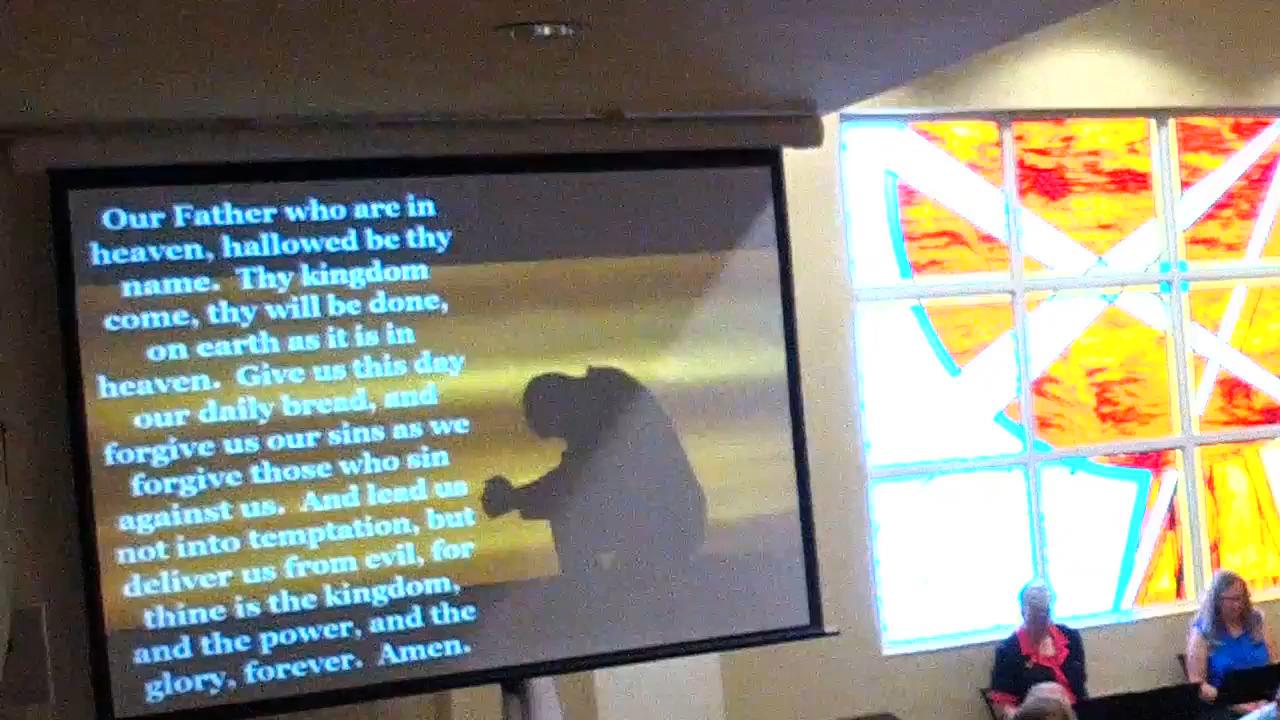 Our Father who are in
heaven, hallowed be thy
name. Thy kingdom
come, thy will be done,
on earth as it is in
heaven. Give us this day
our daily bread, and
forgive us our sins as we
forgive those who sin
against us. And lead us
not into temptation, but
deliver us from evil, for
thine is the kingdom,
and the power, and the
glory, forever. Amen.